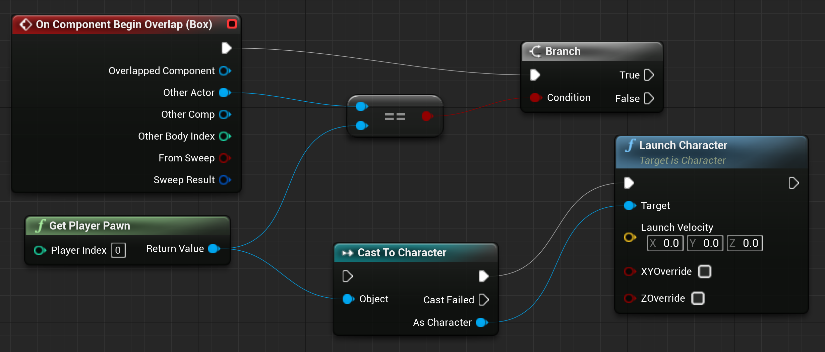 On Component Begin Overlap (Box)
Overlapped Component
Other Actor
Other Comp
Other Body Index
From Sweep
Sweep Result
==
Branch
True
Condition
False
f Get Player Pawn
Player Index 0
Return Value
Cast To Character
Object
Cast Failed
As Character
f Launch Character
Target is Character
Target
Launch Velocity
X 0.0 Y 0.0 Z 0.0
XYOverride
ZOverride